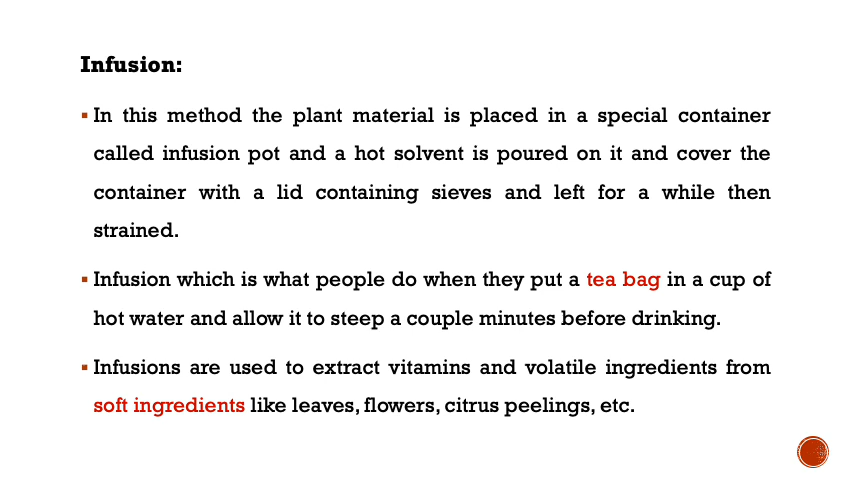 Infusion:
▪ In this method the plant material is placed in a special container
called infusion pot and a hot solvent is poured on it and cover the
container with a lid containing sieves and left for a while then
strained.
▪ Infusion which is what people do when they put a tea bag in a cup of
hot water and allow it to steep a couple minutes before drinking.
▪ Infusions are used to extract vitamins and volatile ingredients from
soft ingredients like leaves, flowers, citrus peelings, etc.